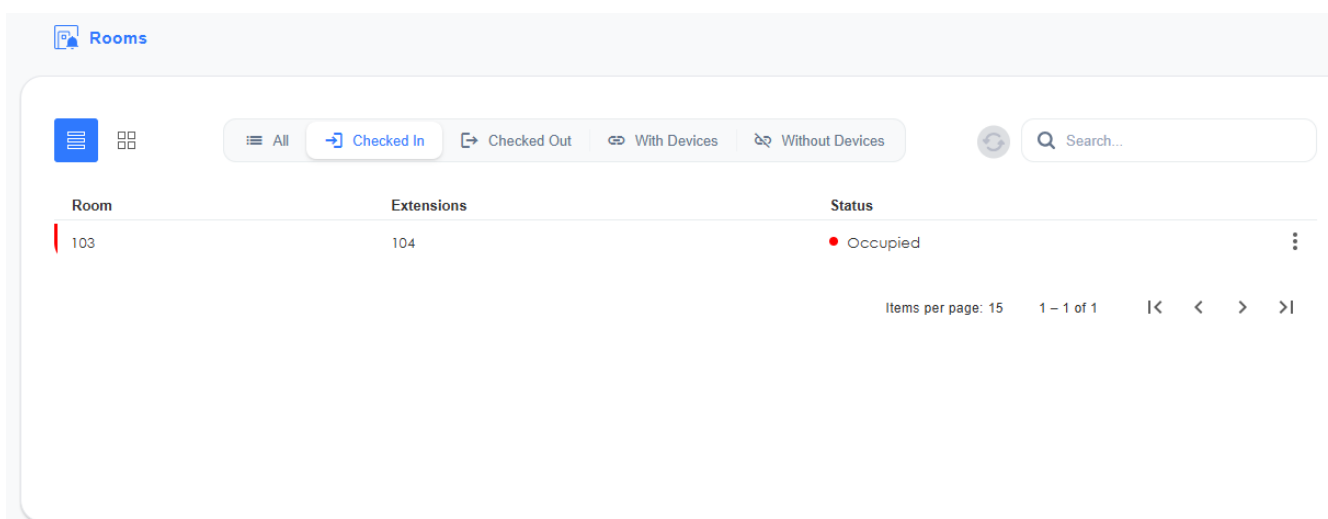 Rooms
All Checked In Checked Out With Devices Without Devices Search...
Room Extensions Status
103 104 Occupied
Items per page: 15 1 – 1 of 1